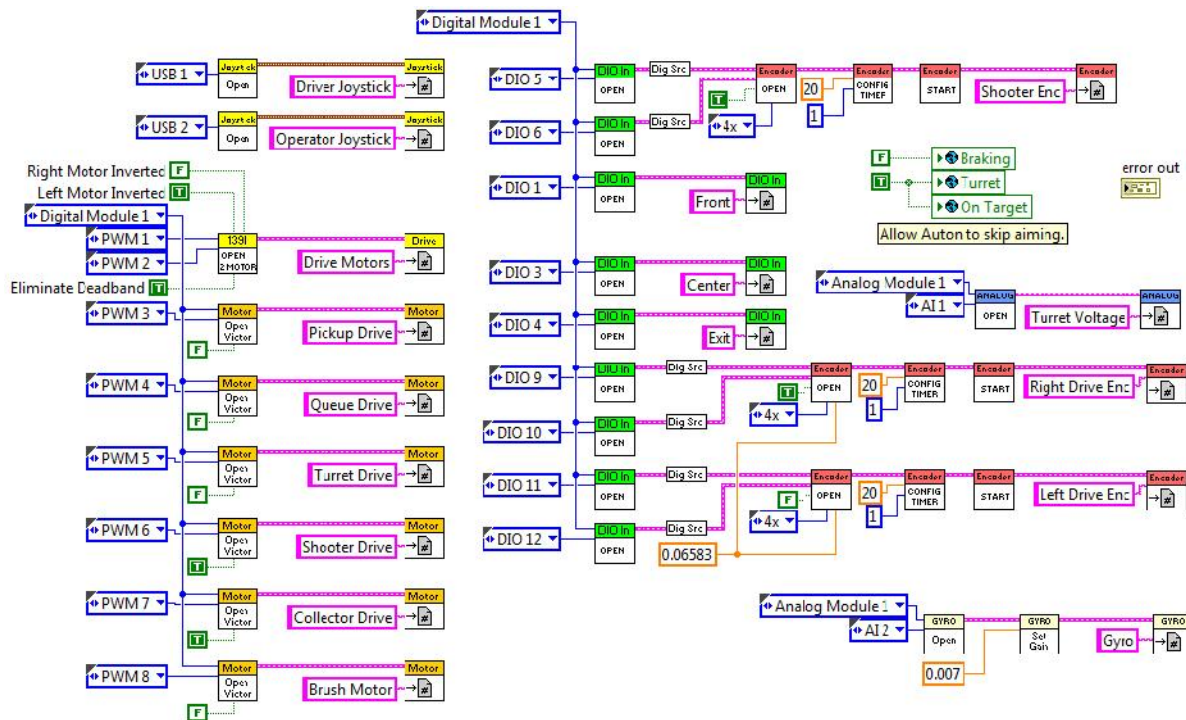 USB 1
Joystick
Open
Driver Joystick
Joystick
#
USB 2
Joystick
Open
Operator Joystick
Joystick
#
Right Motor Inverted
F
Left Motor Inverted
T
Digital Module 1
PWM 1
PWM 2
139I
OPEN
2 MOTOR
Drive Motors
Drive
#
Eliminate Deadband
T
PWM 3
Motor
Open
Victor
F
Pickup Drive
Motor
#
PWM 4
Motor
Open
Victor
F
Queue Drive
Motor
#
PWM 5
Motor
Open
Victor
F
Turret Drive
Motor
#
PWM 6
Motor
Open
Victor
T
Shooter Drive
Motor
#
PWM 7
Motor
Open
Victor
T
Collector Drive
Motor
#
PWM 8
Motor
Open
Victor
F
Brush Motor
Motor
#
Digital Module 1
DIO 5
DIO In
OPEN
Dig Src
DIO 6
DIO In
OPEN
Dig Src
T
4x
Encoder
OPEN
20
1
Encoder
CONFIG
TIMER
Encoder
START
Shooter Enc
Encoder
#
DIO 1
DIO In
OPEN
Front
DIO In
#
DIO 3
DIO In
OPEN
Center
DIO In
#
DIO 4
DIO In
OPEN
Exit
DIO In
#
DIO 9
DIO In
OPEN
Dig Src
DIO 10
DIO In
OPEN
Dig Src
T
4x
Encoder
OPEN
20
1
Encoder
CONFIG
TIMER
Encoder
START
Right Drive Enc
Encoder
#
DIO 11
DIO In
OPEN
Dig Src
DIO 12
DIO In
OPEN
Dig Src
F
4x
Encoder
OPEN
20
1
Encoder
CONFIG
TIMER
Encoder
START
Left Drive Enc
Encoder
#
0.06583
F
Braking
T
Turret
On Target
Allow Auton to skip aiming.
error out
Analog Module 1
AI 1
ANALOG
OPEN
Turret Voltage
ANALOG
#
Analog Module 1
AI 2
GYRO
Open
0.007
GYRO
Set
Gain
Gyro
GYRO
#